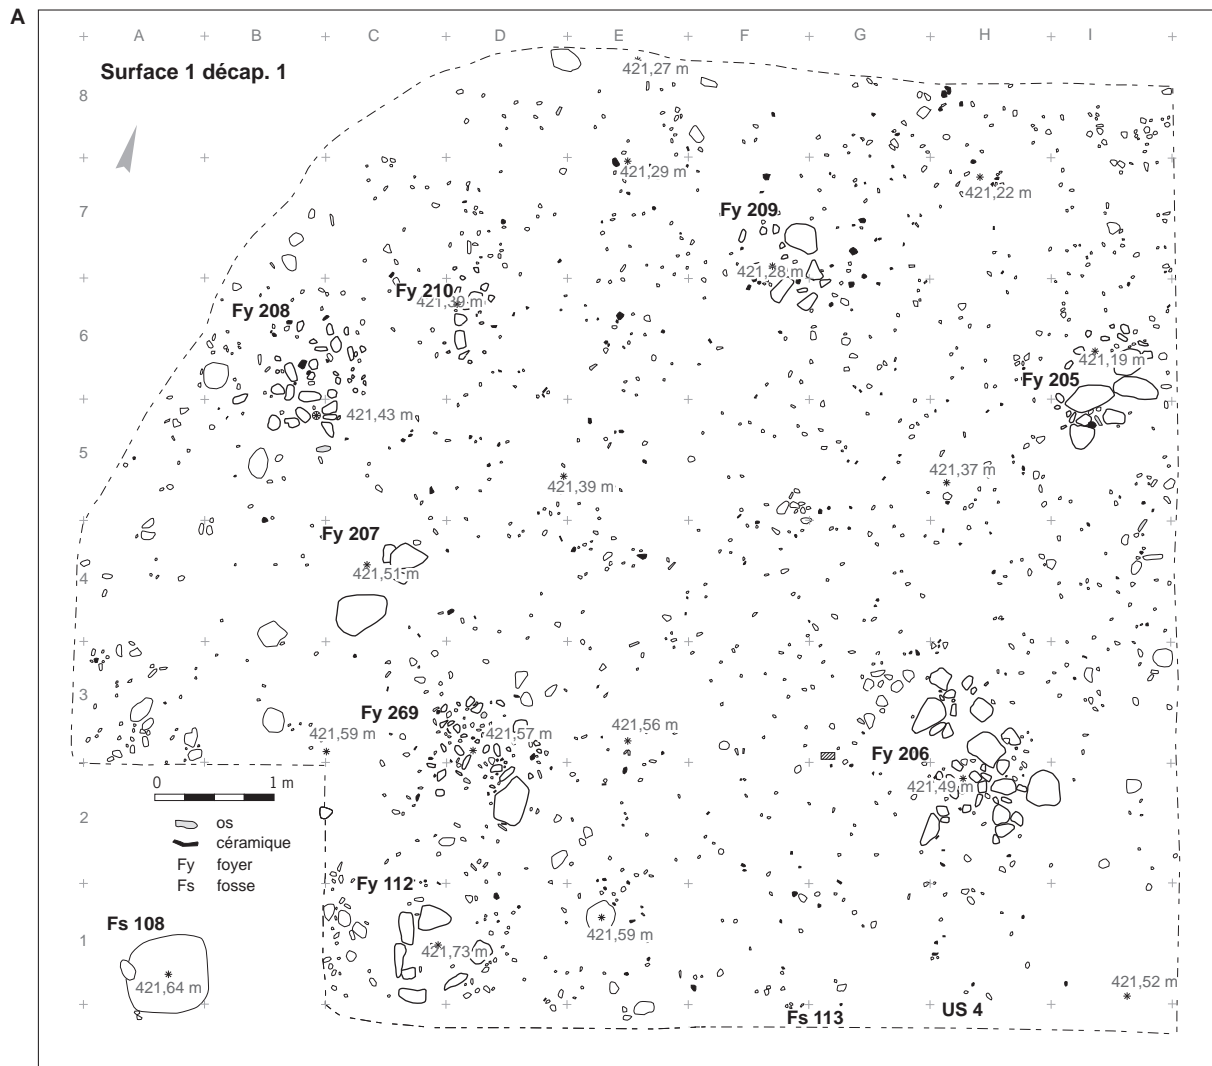 A
A B C D E F G H I
Surface 1 décap. 1
421,27 m
8
421,29 m
421,22 m
7
Fy 209
421,28 m
Fy 210
421,39 m
Fy 208
6
421,19 m
Fy 205
421,43 m
5
421,37 m
421,39 m
Fy 207
421,51 m
4
3
Fy 269
421,59 m
421,57 m
421,56 m
Fy 206
421,49 m
0 1 m
2
os
céramique
Fy foyer
Fs fosse
Fy 112
Fs 108
421,59 m
1
421,73 m
421,64 m
421,52 m
Fs 113
US 4